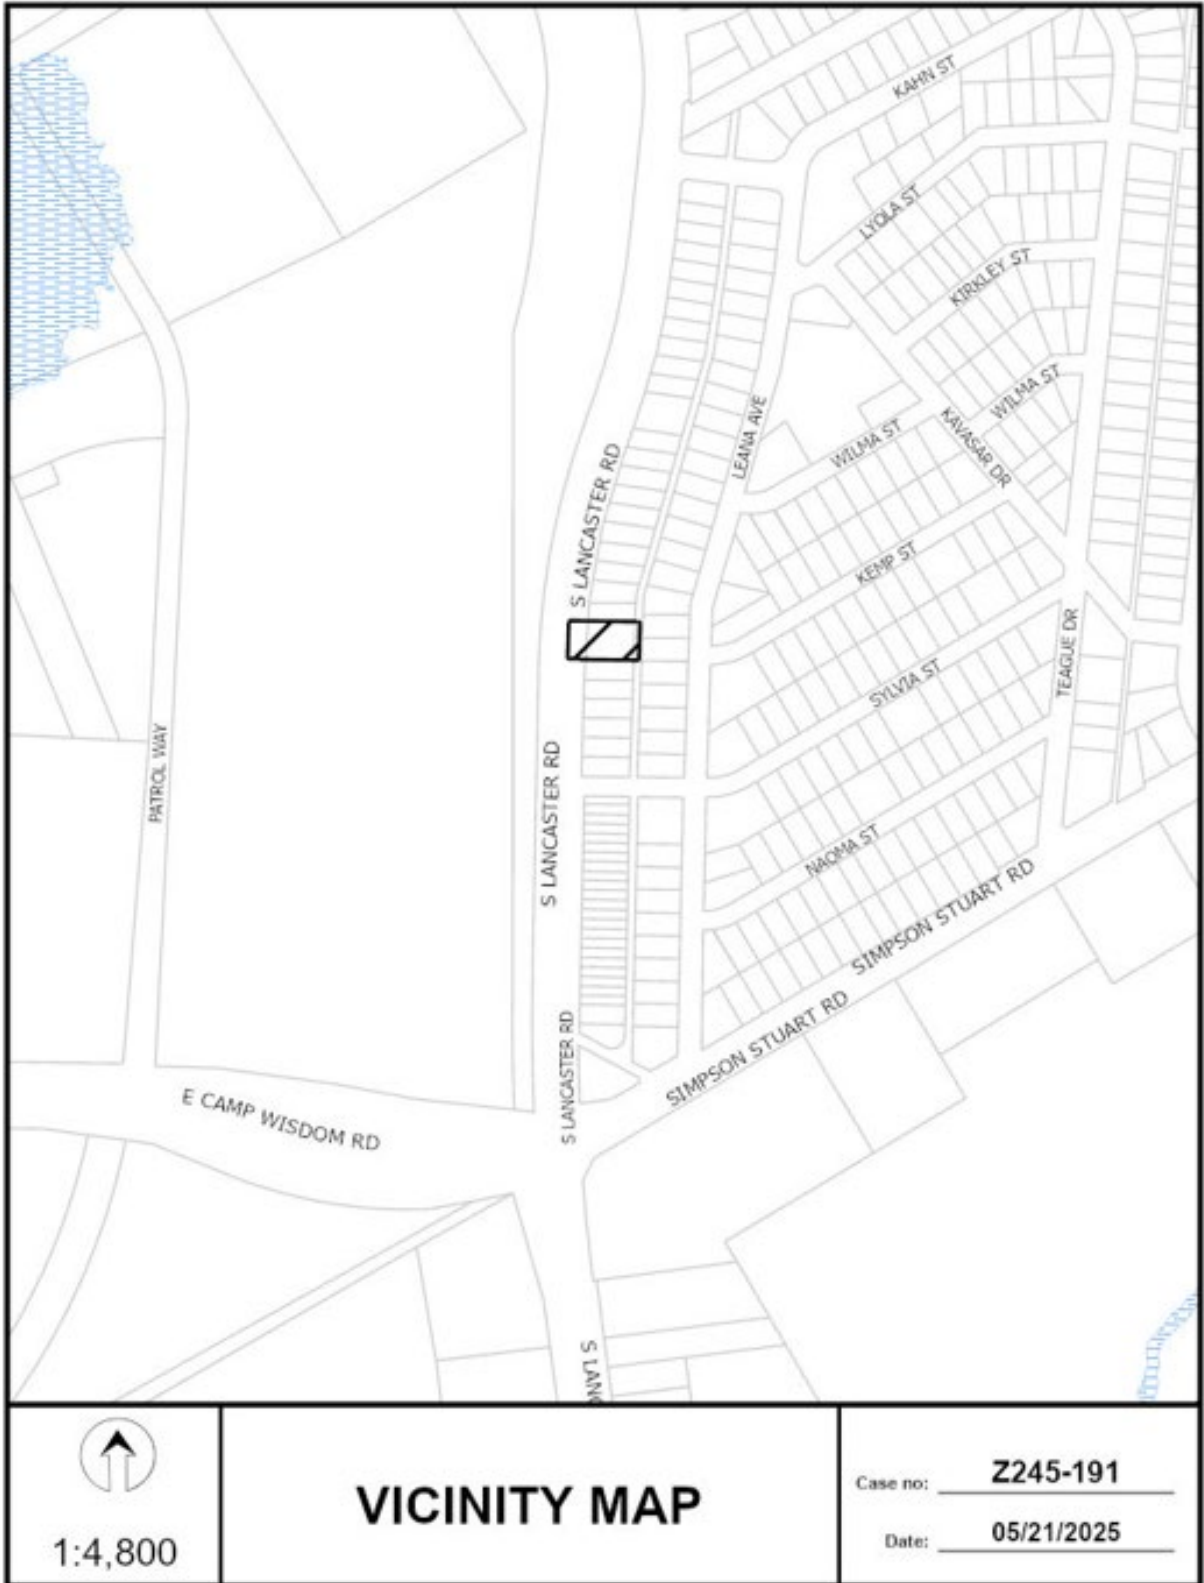 KAHN ST
LYOLA ST
KIRKLEY ST
WILMA ST
KAVASAR DR
LEANA AVE
WILMA ST
S LANCASTER RD
KEMP ST
TEAGUE DR
SYLVIA ST
PATROL WAY
S LANCASTER RD
NAOMA ST
SIMPSON STUART RD
SIMPSON STUART RD
S LANCASTER RD
E CAMP WISDOM RD
S LANC
1:4,800
VICINITY MAP
Case no: Z245-191
Date: 05/21/2025